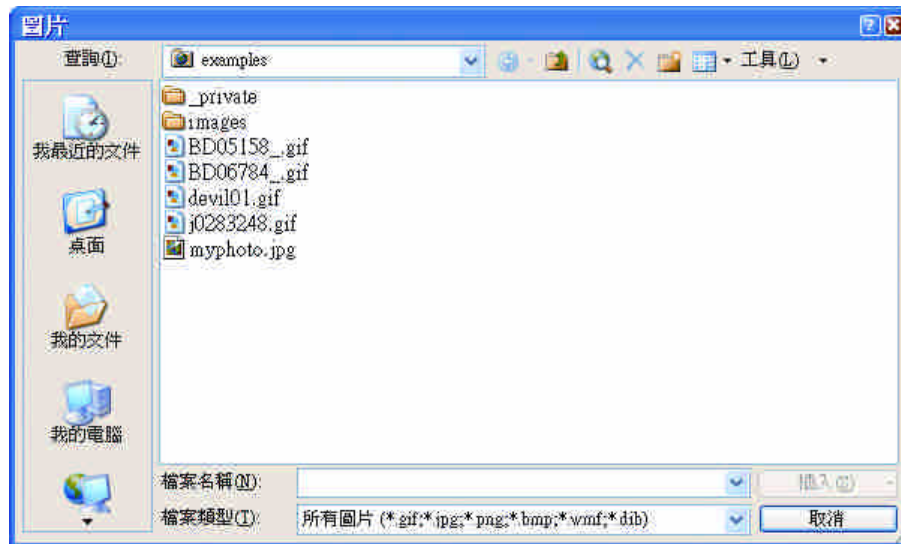 圖片
查詢(I): examples 工具(L)
_private
images
BD05158_.gif
BD06784_.gif
devil01.gif
j0283248.gif
myphoto.jpg
我最近的文件
桌面
我的文件
我的電腦
檔案名稱(N): 插入(S)
檔案類型(T): 所有圖片 (*.gif;*.jpg;*.png;*.bmp;*.wmf;*.dib) 取消